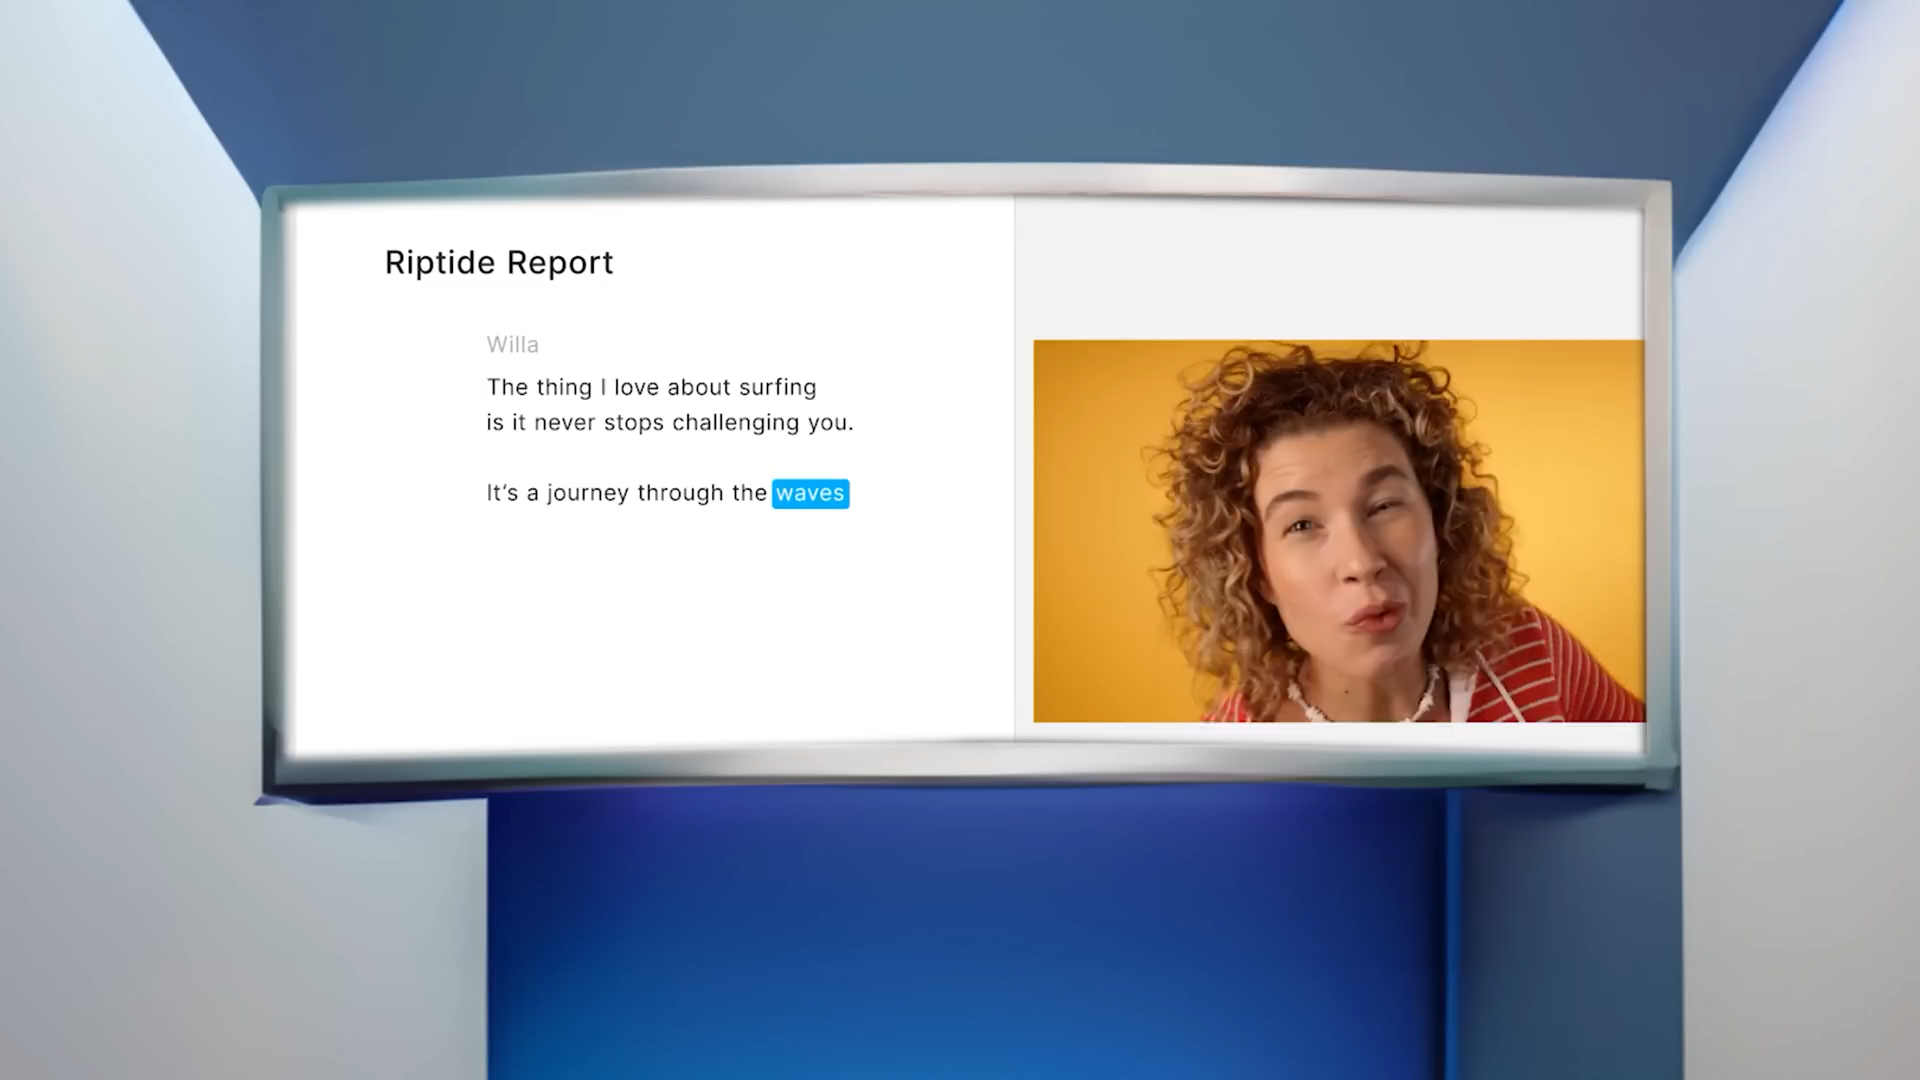 Riptide Report
Willa
The thing I love about surfing
is it never stops challenging you.
It’s a journey through the waves